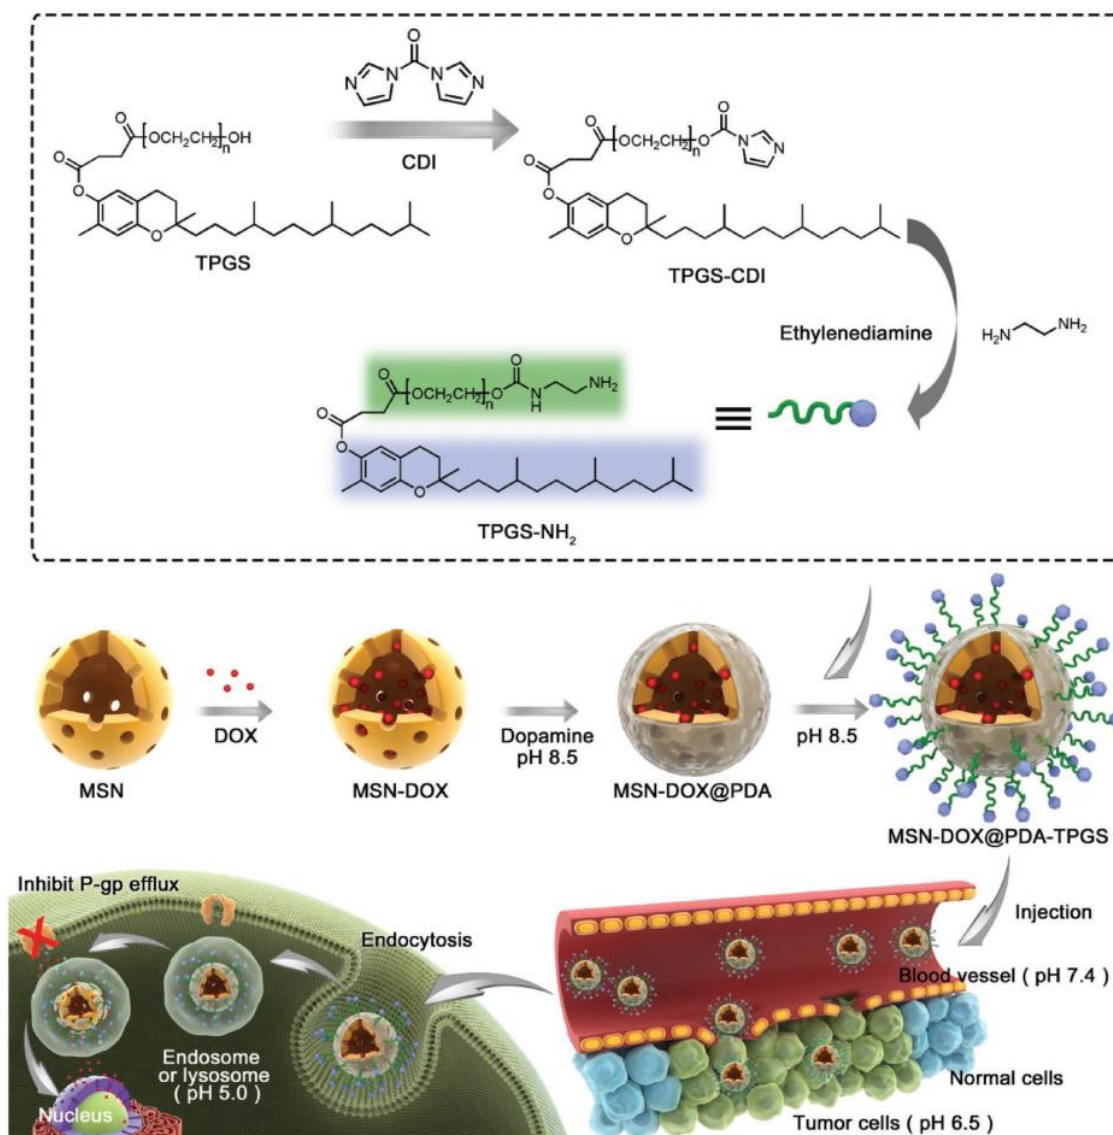 O
N
N
N
N
CDI
O
O
[OCH₂CH₂]ₙOH
O
O
TPGS
O
O
[OCH₂CH₂]ₙO
O
N
N
O
O
O
TPGS-CDI
Ethylenediamine
H₂N
NH₂
O
O
[OCH₂CH₂]ₙO
N
H
NH₂
O
O
O
TPGS-NH₂
DOX
Dopamine
pH 8.5
pH 8.5
MSN
MSN-DOX
MSN-DOX@PDA
MSN-DOX@PDA-TPGS
Inhibit P-gp efflux
Endocytosis
Injection
Blood vessel ( pH 7.4 )
Endosome
or lysosome
( pH 5.0 )
Nucleus
Normal cells
Tumor cells ( pH 6.5 )